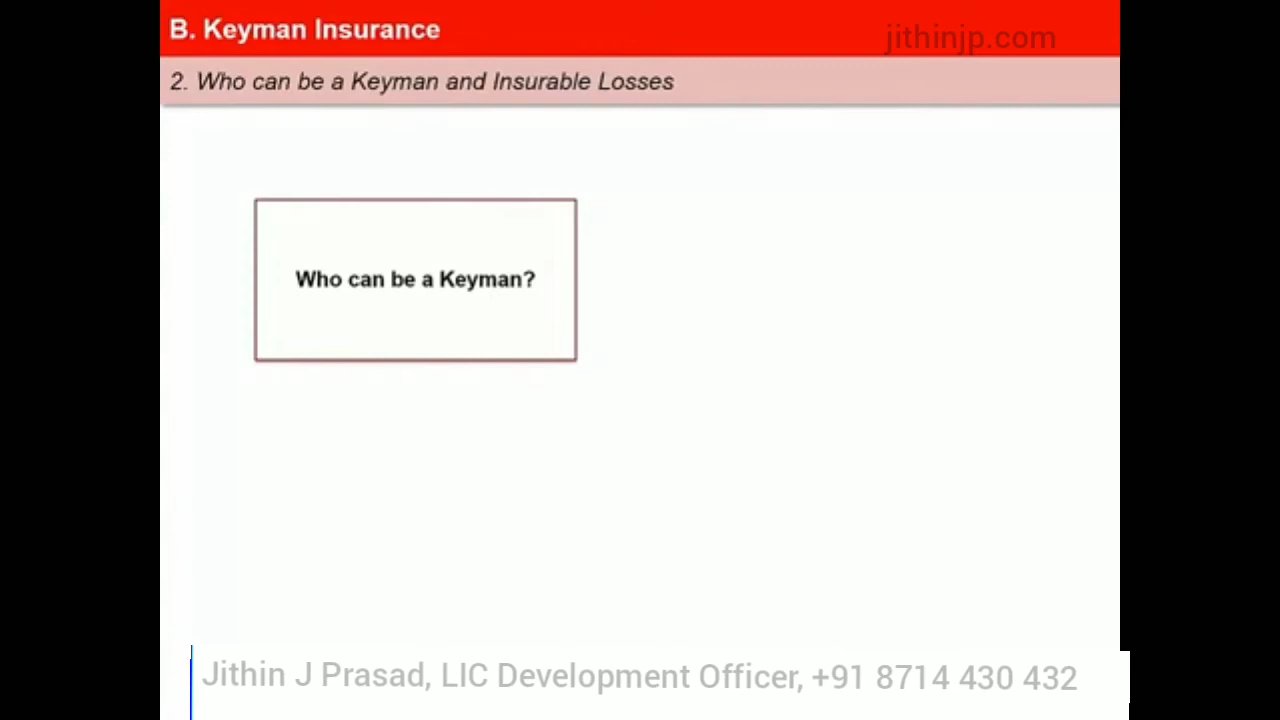 B. Keyman Insurance
jithinjp.com
2. Who can be a Keyman and Insurable Losses
Who can be a Keyman?
Jithin J Prasad, LIC Development Officer, +91 8714 430 432